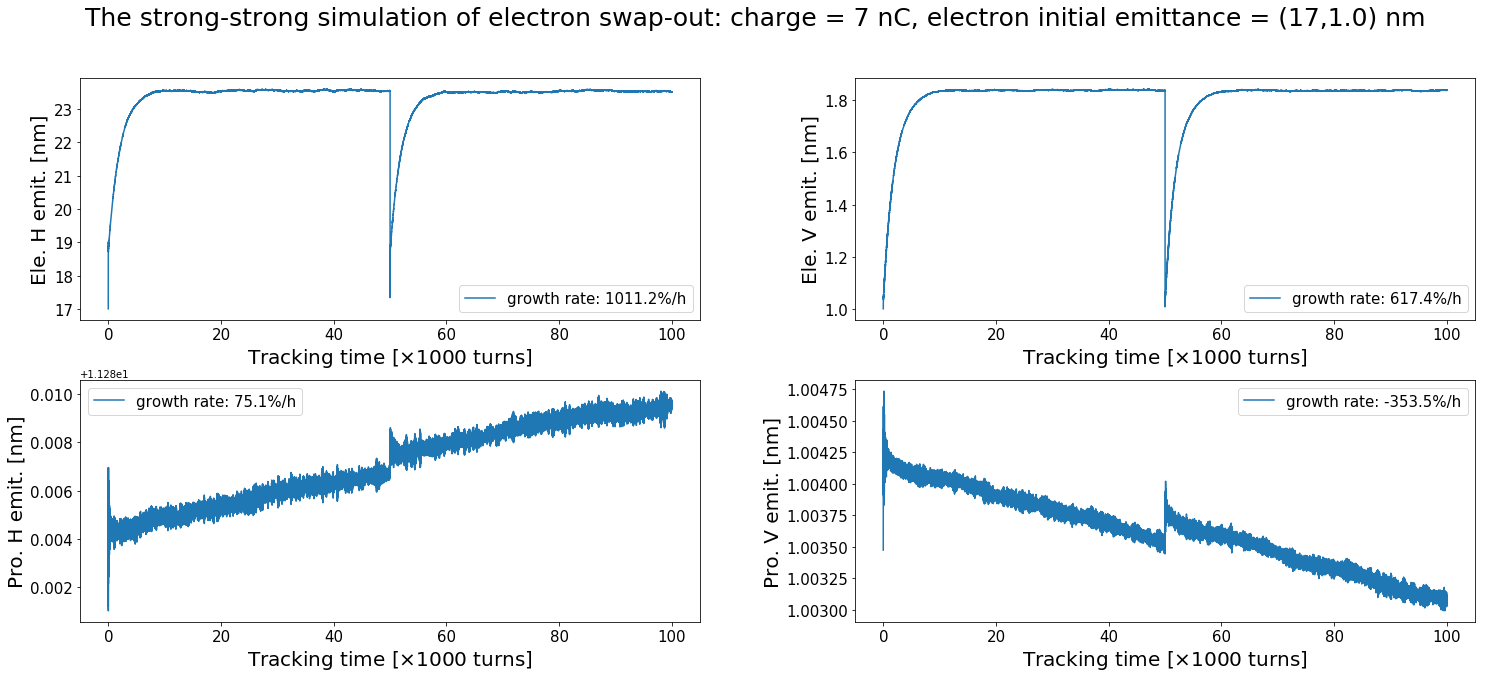 The strong-strong simulation of electron swap-out: charge = 7 nC, electron initial emittance = (17,1.0) nm
Ele. H emit. [nm]
23
22
21
20
19
18
17
growth rate: 1011.2%/h
0 20 40 60 80 100
Tracking time [×1000 turns]
Ele. V emit. [nm]
1.8
1.6
1.4
1.2
1.0
growth rate: 617.4%/h
0 20 40 60 80 100
Tracking time [×1000 turns]
+1.128e1
Pro. H emit. [nm]
0.010
0.008
0.006
0.004
0.002
growth rate: 75.1%/h
0 20 40 60 80 100
Tracking time [×1000 turns]
Pro. V emit. [nm]
1.00475
1.00450
1.00425
1.00400
1.00375
1.00350
1.00325
1.00300
growth rate: -353.5%/h
0 20 40 60 80 100
Tracking time [×1000 turns]